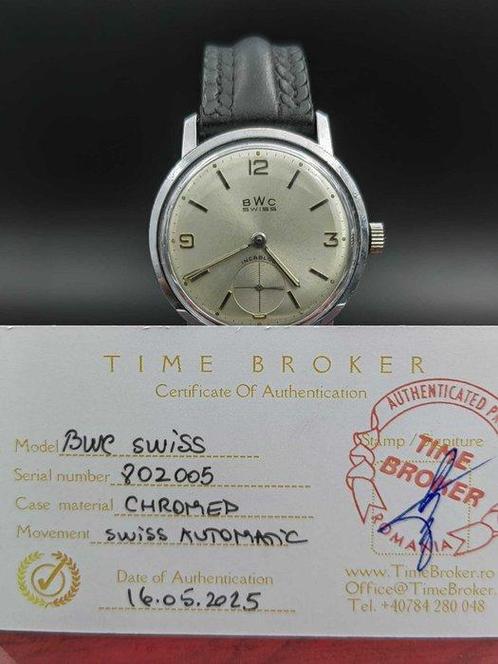 12
BWC
SWISS
9
3
INCABLOC
TIME BROKER
Certificate Of Authentication
Model BWC SWISS
Serial number 802005
Case material CHROMED
Movement SWISS AUTOMATIC
Date of Authentication
16.05.2025
Stamp / Signiture
AUTHENTICATED
TIME
BROKER
ROMANIA
www.TimeBroker.ro
Office@TimeBroker.
Tel. +40784 280 048